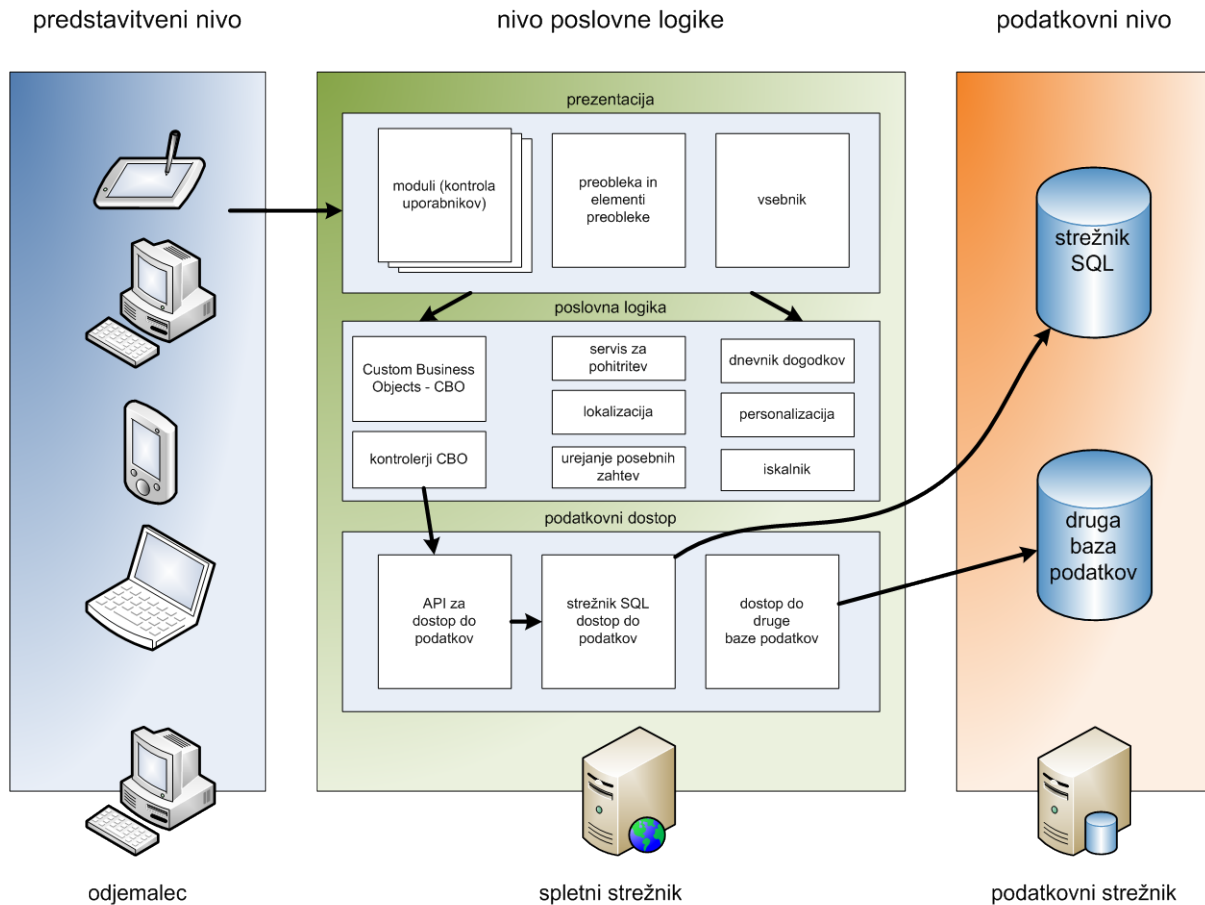 predstavitveni nivo
nivo poslovne logike
podatkovni nivo
prezentacija
moduli (kontrola
uporabnikov)
preobleka in
elementi
preobleke
vsebnik
poslovna logika
Custom Business
Objects - CBO
kontrolerji CBO
servis za
pohitritev
lokalizacija
urejanje posebnih
zahtev
dnevnik dogodkov
personalizacija
iskalnik
podatkovni dostop
API za
dostop do
podatkov
strežnik SQL
dostop do
podatkov
dostop do
druge
baze podatkov
strežnik
SQL
druga
baza
podatkov
odjemalec
spletni strežnik
podatkovni strežnik